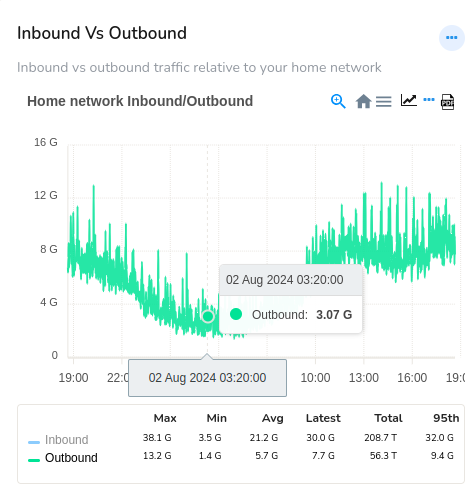 Inbound Vs Outbound
Inbound vs outbound traffic relative to your home network
Home network Inbound/Outbound
PDF
16 G
12 G
8 G
4 G
0
02 Aug 2024 03:20:00
Outbound: 3.07 G
19:00 22:0 02 Aug 2024 03:20:00 10:00 13:00 16:00 19:0
Max Min Avg Latest Total 95th
Inbound 38.1 G 3.5 G 21.2 G 30.0 G 208.7 T 32.0 G
Outbound 13.2 G 1.4 G 5.7 G 7.7 G 56.3 T 9.4 G